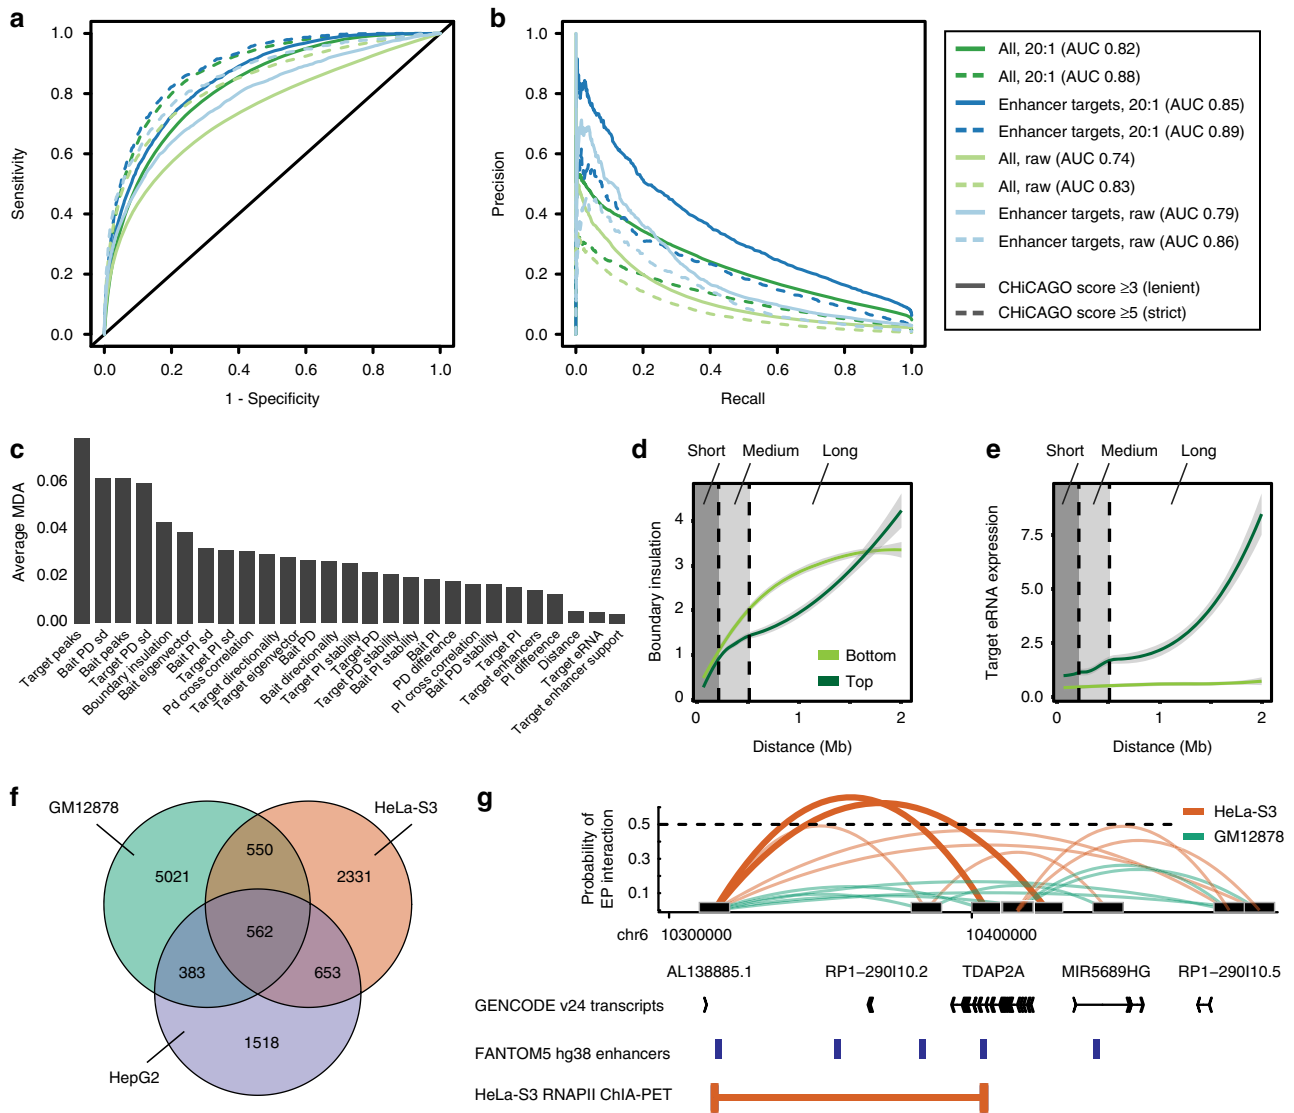 a
1.0
0.8
0.6
0.4
0.2
0.0
Sensitivity
0.0 0.2 0.4 0.6 0.8 1.0
1 - Specificity
b
1.0
0.8
0.6
0.4
0.2
0.0
Precision
0.0 0.2 0.4 0.6 0.8 1.0
Recall
All, 20:1 (AUC 0.82)
All, 20:1 (AUC 0.88)
Enhancer targets, 20:1 (AUC 0.85)
Enhancer targets, 20:1 (AUC 0.89)
All, raw (AUC 0.74)
All, raw (AUC 0.83)
Enhancer targets, raw (AUC 0.79)
Enhancer targets, raw (AUC 0.86)
CHiCAGO score ≥3 (lenient)
CHiCAGO score ≥5 (strict)
c
Average MDA
0.06
0.04
0.02
0.00
Target peaks
Bait PD sd
Bait peaks
Target PD sd
Boundary insulation
Bait eigenvector
Bait PI sd
Target PI sd
Pd cross correlation
Target directionality
Target eigenvector
Bait PD
Bait directionality
Target PI stability
Target PD
Target PD stability
Bait PI stability
Bait PI
PD difference
PI cross correlation
Bait PD stability
Target PI
Target enhancers
PI difference
Distance
Target eRNA
Target enhancer support
d
Short Medium Long
Boundary insulation
4
3
2
1
0
Bottom
Top
0 1 2
Distance (Mb)
e
Short Medium Long
Target eRNA expression
7.5
5.0
2.5
0.0
0 1 2
Distance (Mb)
f
GM12878
HeLa-S3
HepG2
550
5021
2331
562
383
653
1518
g
Probability of
EP interaction
0.5
0.3
0.1
HeLa-S3
GM12878
chr6 10300000 10400000
AL138885.1 RP1−290I10.2 TDAP2A MIR5689HG RP1−290I10.5
GENCODE v24 transcripts
FANTOM5 hg38 enhancers
HeLa-S3 RNAPII ChIA-PET